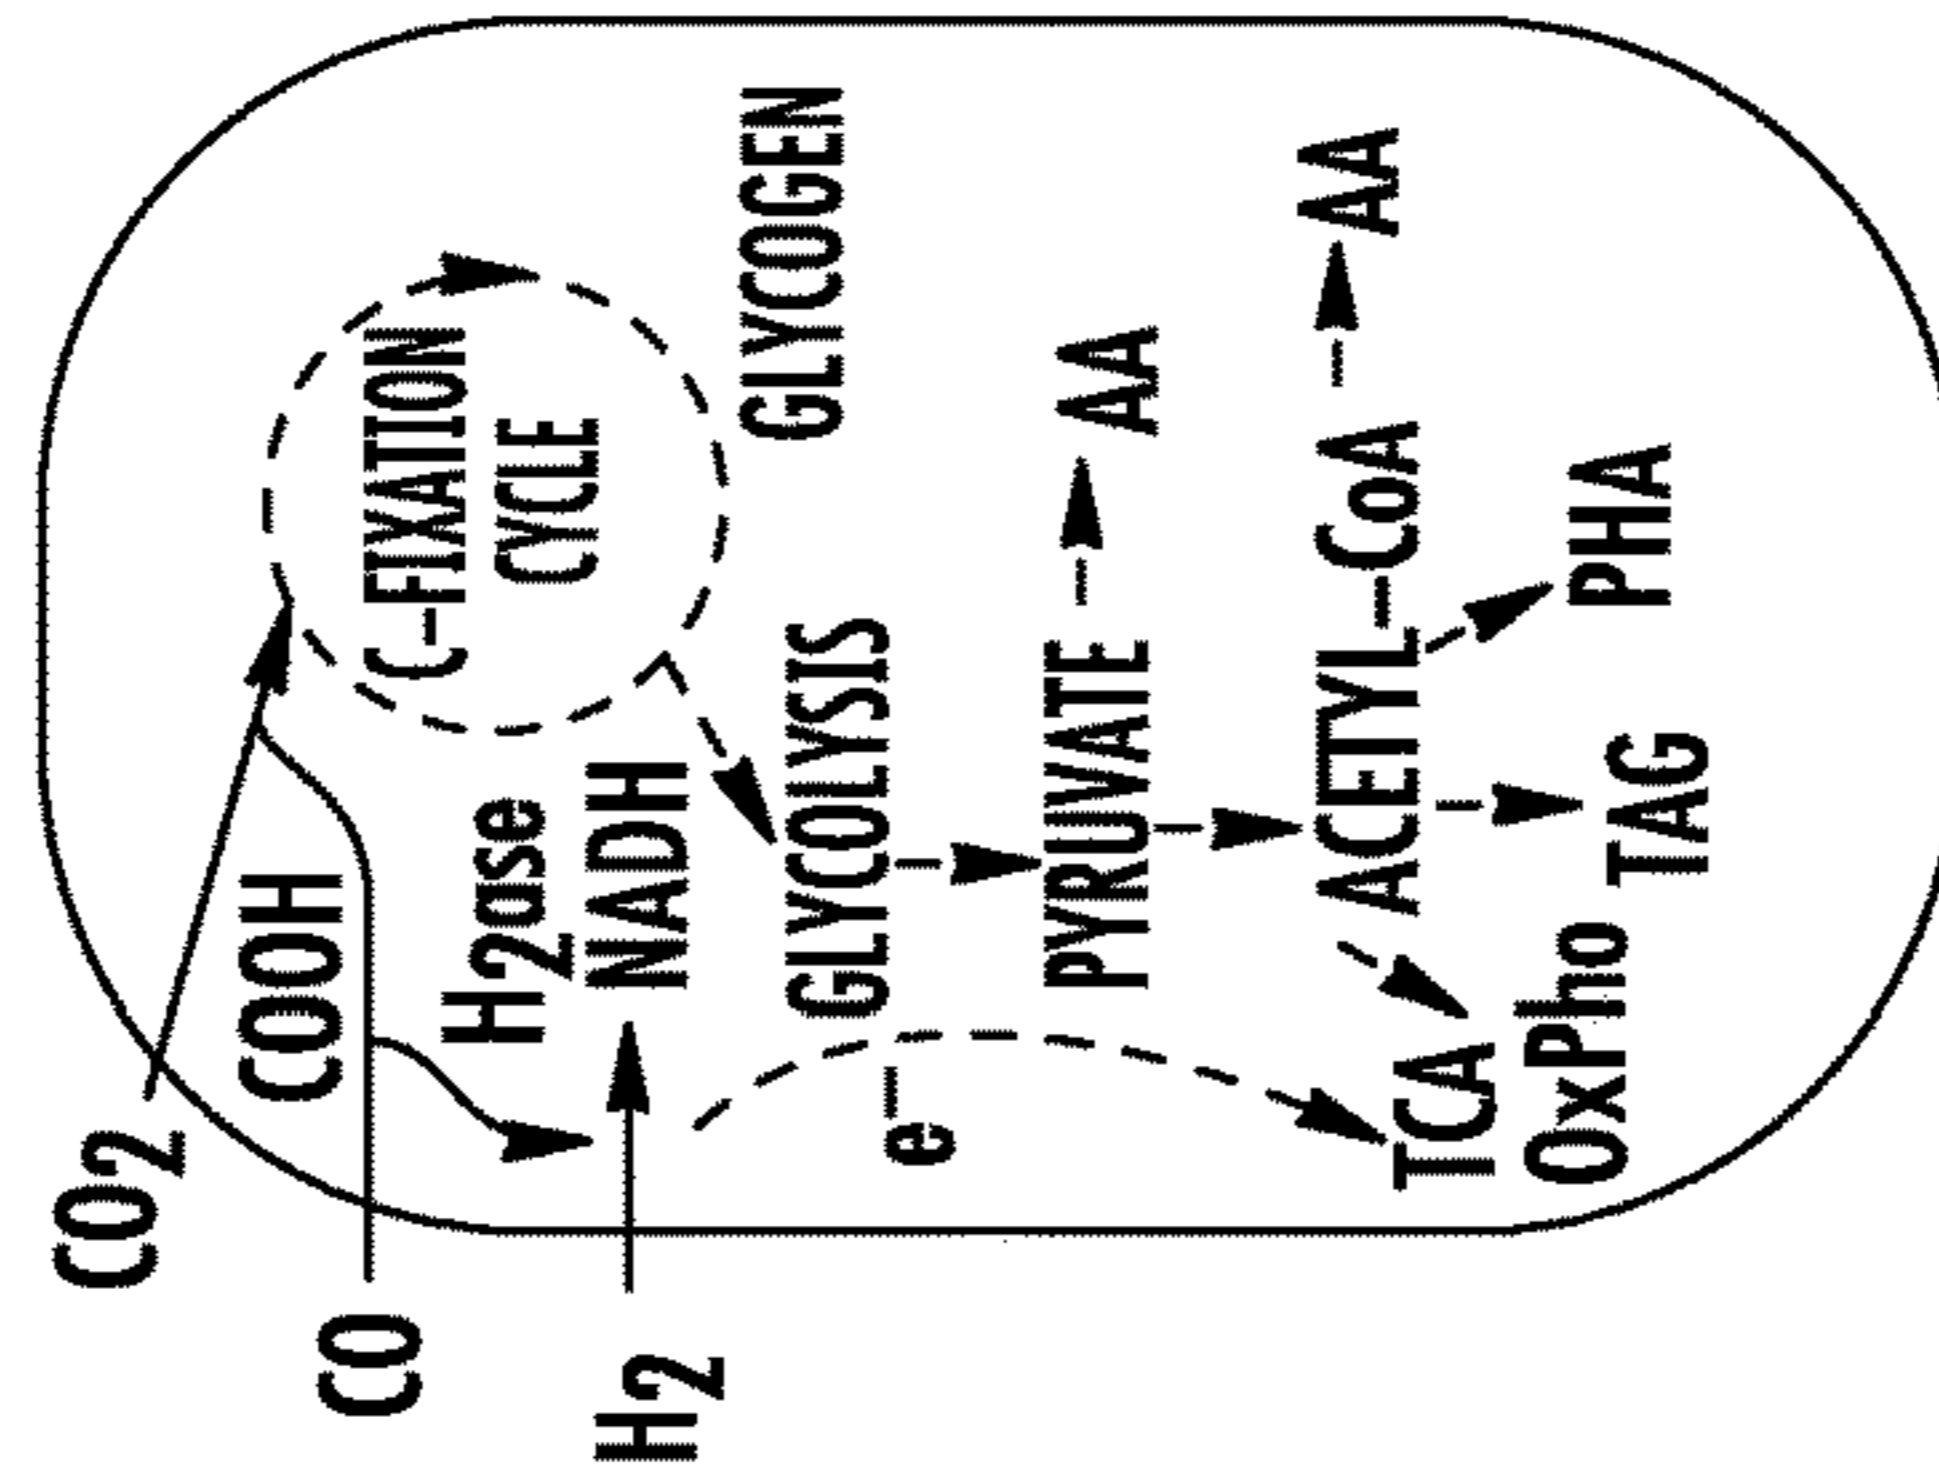 CO2
CO
H2
COOH
H2ase
NADH
C-FIXATION
CYCLE
GLYCOGEN
GLYCOLYSIS
e-
PYRUVATE
AA
ACETYL-CoA
AA
TCA
OxPho
TAG
PHA